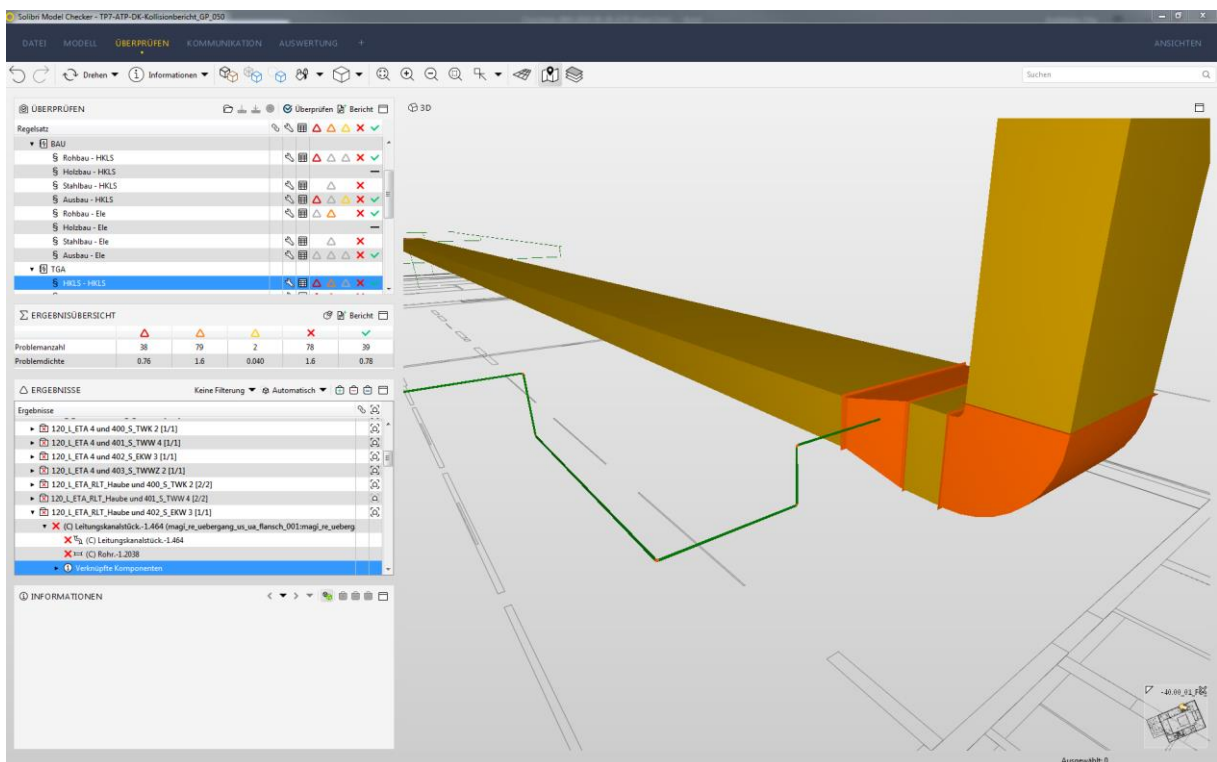 Solibri Model Checker - TP7-ATP-DK-Kollisionbericht_GP_050
DATEI MODELL ÜBERPRÜFEN KOMMUNIKATION AUSWERTUNG + ANSICHTEN
Drehen Informationen Suchen
ÜBERPRÜFEN Überprüfen Bericht
3D
Regelsatz
BAU
§ Rohbau - HKLS
§ Holzbau - HKLS
§ Stahlbau - HKLS
§ Ausbau - HKLS
§ Rohbau - Ele
§ Holzbau - Ele
§ Stahlbau - Ele
§ Ausbau - Ele
TGA
§ HKLS - HKLS
∑ ERGEBNISÜBERSICHT Bericht
Problemanzahl 38 79 2 78 39
Problemdichte 0.76 1.6 0.040 1.6 0.78
ERGEBNISSE Keine Filterung Automatisch
Ergebnisse
120_L_ETA 4 und 400_S_TWK 2 [1/1]
120_L_ETA 4 und 401_S_TWW 4 [1/1]
120_L_ETA 4 und 402_S_EKW 3 [1/1]
120_L_ETA 4 und 403_S_TWWZ 2 [1/1]
120_L_ETA_RLT_Haube und 400_S_TWK 2 [2/2]
120_L_ETA_RLT_Haube und 401_S_TWW 4 [2/2]
120_L_ETA_RLT_Haube und 402_S_EKW 3 [1/1]
(C) Leitungskanalstück.-1.464 (magi_re_uebergang_us_ua_flansch_001:magi_re_ueberg
(C) Leitungskanalstück.-1.464
(C) Rohr.-1.2038
Verknüpfte Komponenten
INFORMATIONEN
Ausgewählt: 0